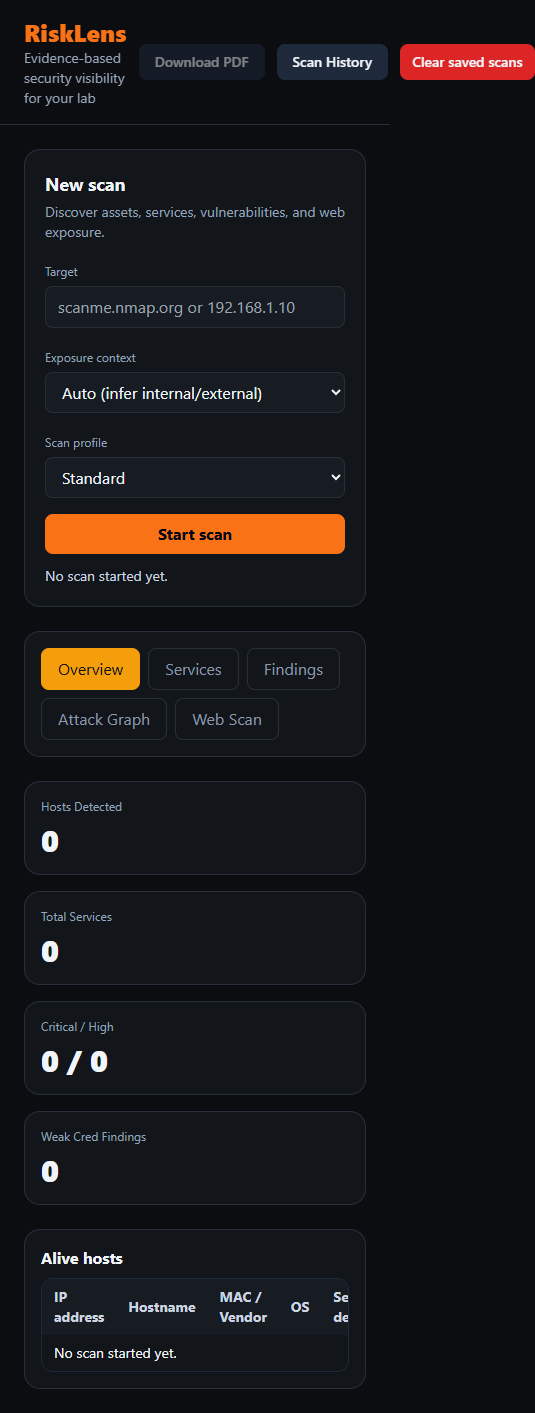 RiskLens
Evidence-based
security visibility
for your lab
Download PDF
Scan History
Clear saved scans
New scan
Discover assets, services, vulnerabilities, and web
exposure.
Target
scanme.nmap.org or 192.168.1.10
Exposure context
Auto (infer internal/external)
Scan profile
Standard
Start scan
No scan started yet.
Overview
Services
Findings
Attack Graph
Web Scan
Hosts Detected
0
Total Services
0
Critical / High
0 / 0
Weak Cred Findings
0
Alive hosts
IP
address
Hostname
MAC /
Vendor
OS
No scan started yet.